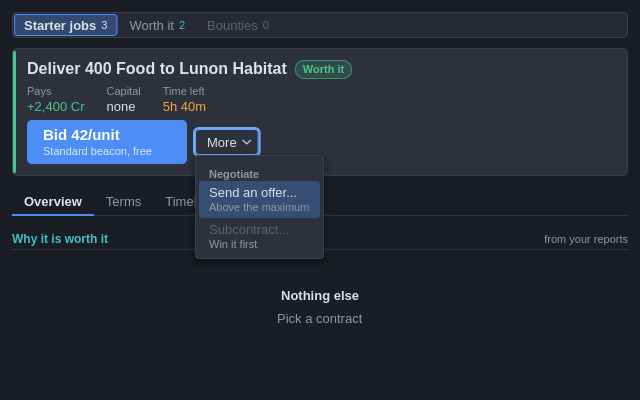 Starter jobs 3 Worth it 2 Bounties 0
Deliver 400 Food to Lunon Habitat Worth it
Pays Capital Time left
+2,400 Cr none 5h 40m
Bid 42/unit
Standard beacon, free
More
Negotiate
Send an offer...
Above the maximum
Subcontract...
Win it first
Overview Terms
Why it is worth it from your reports
Nothing else
Pick a contract